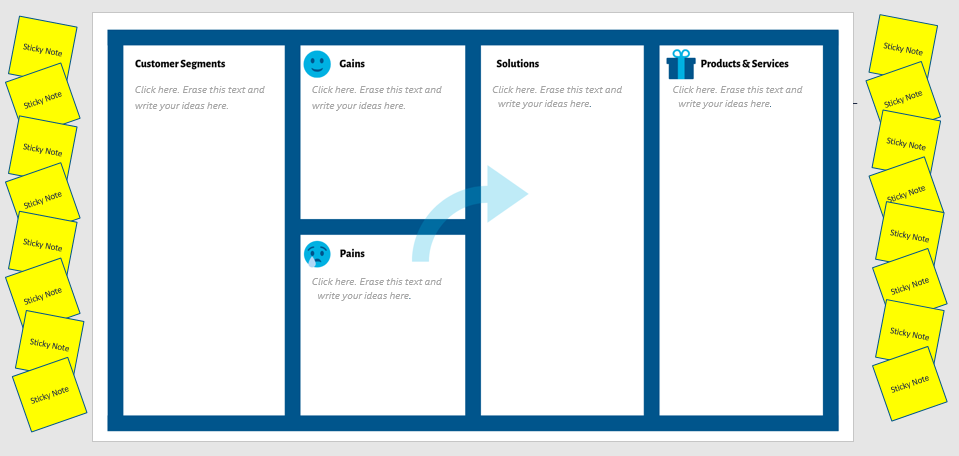 Sticky Note
Sticky Note
Sticky Note
Sticky Note
Sticky Note
Sticky Note
Sticky Note
Sticky Note
Customer Segments
Click here. Erase this text and
write your ideas here.
Gains
Click here. Erase this text and
write your ideas here.
Pains
Click here. Erase this text and
write your ideas here.
Solutions
Click here. Erase this text and
write your ideas here.
Products & Services
Click here. Erase this text and
write your ideas here.
Sticky Note
Sticky Note
Sticky Note
Sticky Note
Sticky Note
Sticky Note
Sticky Note
Sticky Note